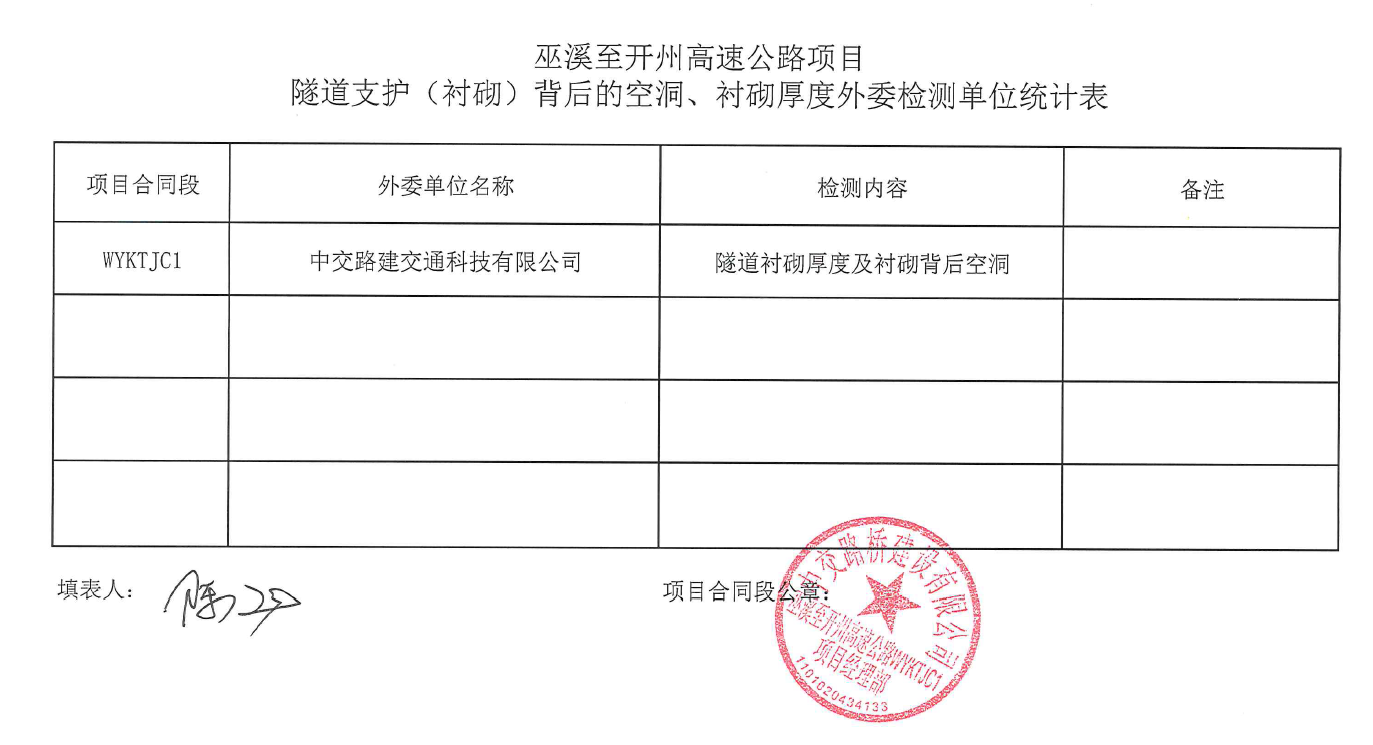 巫溪至开州高速公路项目
隧道支护（衬砌）背后的空洞、衬砌厚度外委检测单位统计表
项目合同段 外委单位名称 检测内容 备注
WYKTJC1 中交路建交通科技有限公司 隧道衬砌厚度及衬砌背后空洞
填表人： 项目合同段公章：
中交路桥建设有限公司
巫溪至开州高速公路WYKTJC1
项目经理部
1101020434133